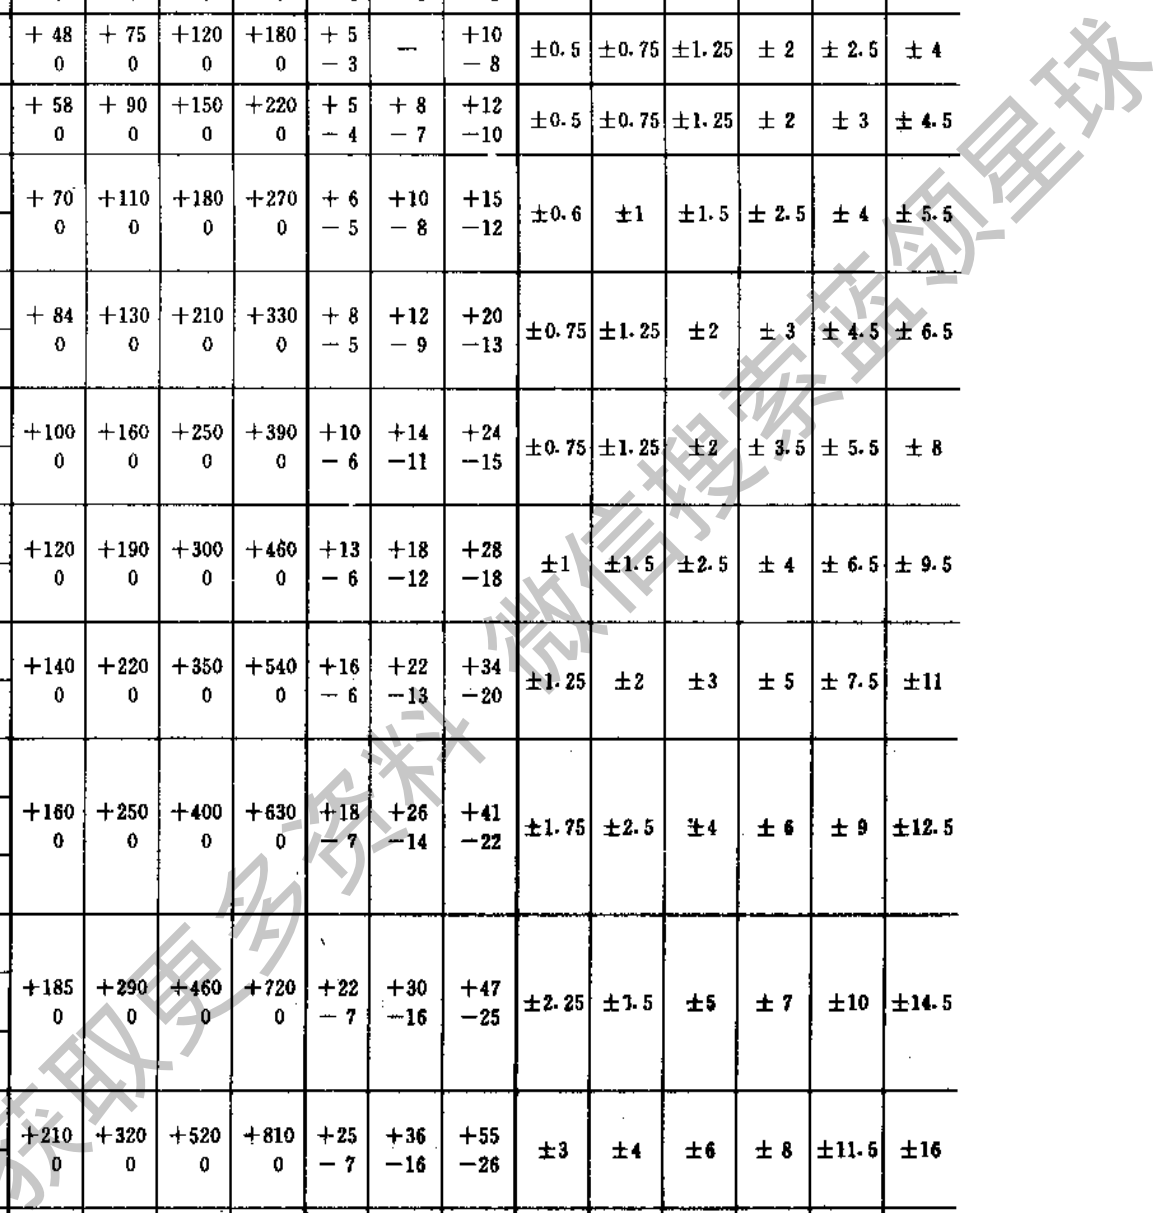 + 48 + 75 +120 +180 + 5 — +10 ±0.5 ±0.75 ±1.25 ± 2 ± 2.5 ± 4
0 0 0 0 － 3 － 8
+ 58 + 90 +150 +220 + 5 + 8 +12 ±0.5 ±0.75 ±1.25 ± 2 ± 3 ± 4.5
0 0 0 0 － 4 － 7 －10
+ 70 +110 +180 +270 + 6 +10 +15 ±0.6 ±1 ±1.5 ± 2.5 ± 4 ± 5.5
0 0 0 0 － 5 － 8 －12
+ 84 +130 +210 +330 + 8 +12 +20 ±0.75 ±1.25 ±2 ± 3 ± 4.5 ± 6.5
0 0 0 0 － 5 － 9 －13
+100 +160 +250 +390 +10 +14 +24 ±0.75 ±1.25 ±2 ± 3.5 ± 5.5 ± 8
0 0 0 0 － 6 －11 －15
+120 +190 +300 +460 +13 +18 +28 ±1 ±1.5 ±2.5 ± 4 ± 6.5 ± 9.5
0 0 0 0 － 6 －12 －18
+140 +220 +350 +540 +16 +22 +34 ±1.25 ±2 ±3 ± 5 ± 7.5 ±11
0 0 0 0 － 6 －13 －20
+160 +250 +400 +630 +18 +26 +41 ±1.75 ±2.5 ±4 ± 6 ± 9 ±12.5
0 0 0 0 － 7 －14 －22
+185 +290 +460 +720 +22 +30 +47 ±2.25 ±3.5 ±5 ± 7 ±10 ±14.5
0 0 0 0 － 7 －16 －25
+210 +320 +520 +810 +25 +36 +55 ±3 ±4 ±6 ± 8 ±11.5 ±16
0 0 0 0 － 7 －16 －26
获取更多资料 微信搜索蓝领星球